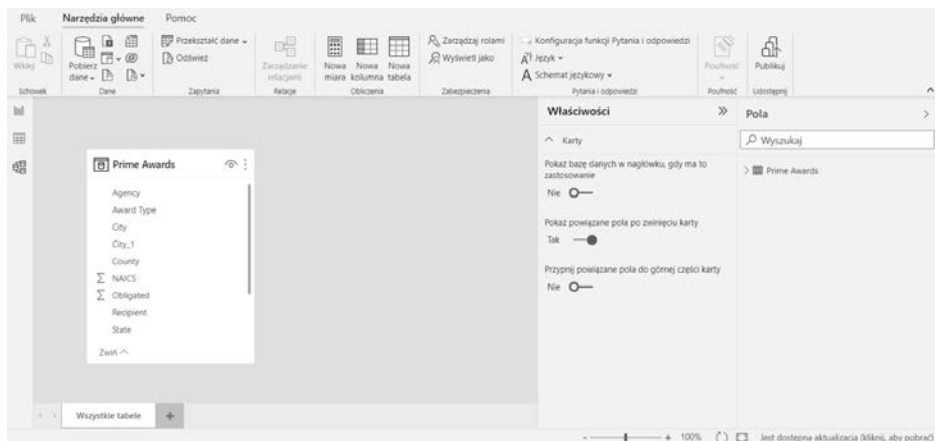 Plik Narzędzia główne Pomoc
Wklej
Pobierz dane
Przekształć dane
Odśwież
Zarządzanie relacjami
Nowa miara
Nowa kolumna
Nowa tabela
Zarządzaj rolami
Wyświetl jako
Konfiguracja funkcji Pytania i odpowiedzi
Język
Schemat językowy
Poufność
Publikuj
Schowek Dane Zapytania Relacje Obliczenia Zabezpieczenia Pytania i odpowiedzi Poufność Udostępnij
Prime Awards
Agency
Award Type
City
City_1
County
NAICS
Obligated
Recipient
State
Zwiń
Właściwości
Karty
Pokaż bazę danych w nagłówku, gdy ma to
zastosowanie
Nie
Pokaż powiązane pola po zwinięciu karty
Tak
Przypnij powiązane pola do górnej części karty
Nie
Pola
Wyszukaj
Prime Awards
Wszystkie tabele +
- + 100% Jest dostępna aktualizacja (kliknij, aby pobrać)